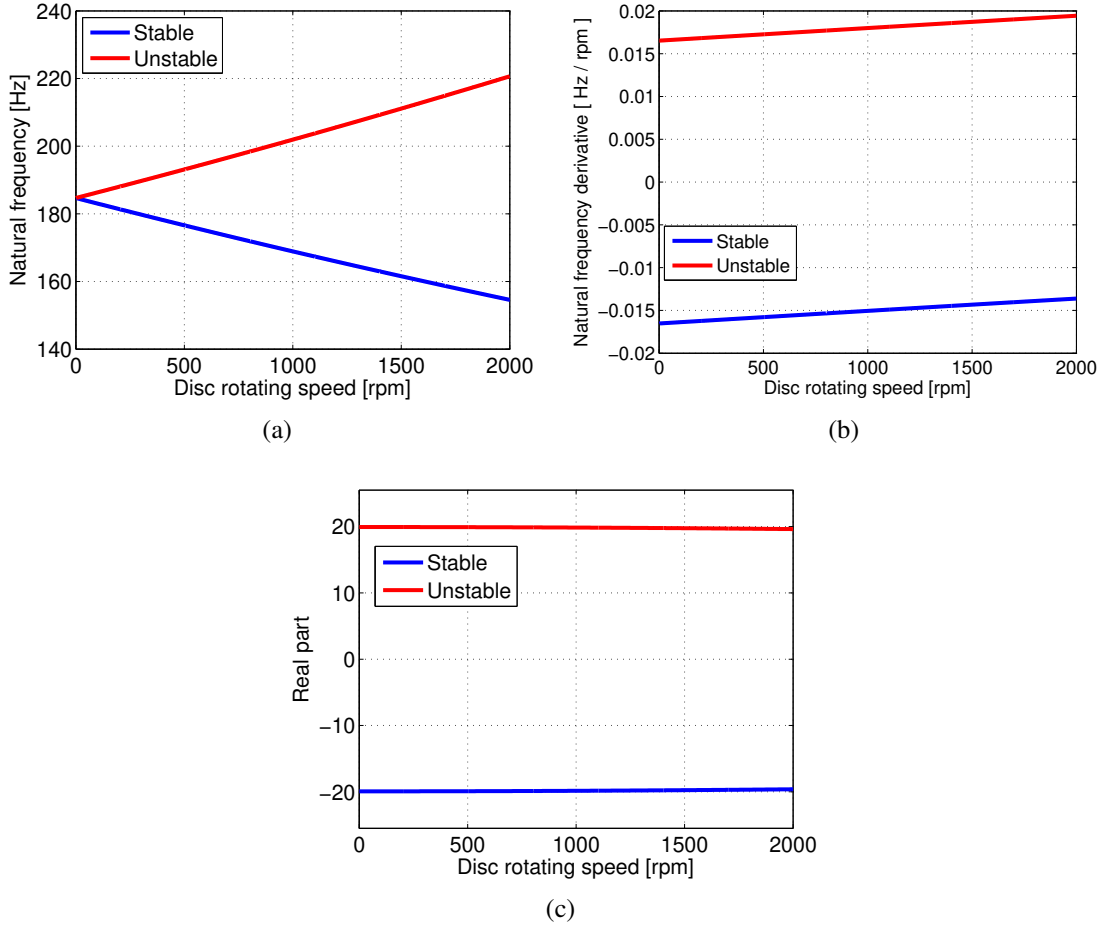 240
220
200
180
160
140
0
500
1000
1500
2000
Natural frequency [Hz]
Disc rotating speed [rpm]
Stable
Unstable
(a)
0.02
0.015
0.01
0.005
0
−0.005
−0.01
−0.015
−0.02
0
500
1000
1500
2000
Natural frequency derivative [ Hz / rpm ]
Disc rotating speed [rpm]
Stable
Unstable
(b)
20
10
0
−10
−20
0
500
1000
1500
2000
Real part
Disc rotating speed [rpm]
Stable
Unstable
(c)